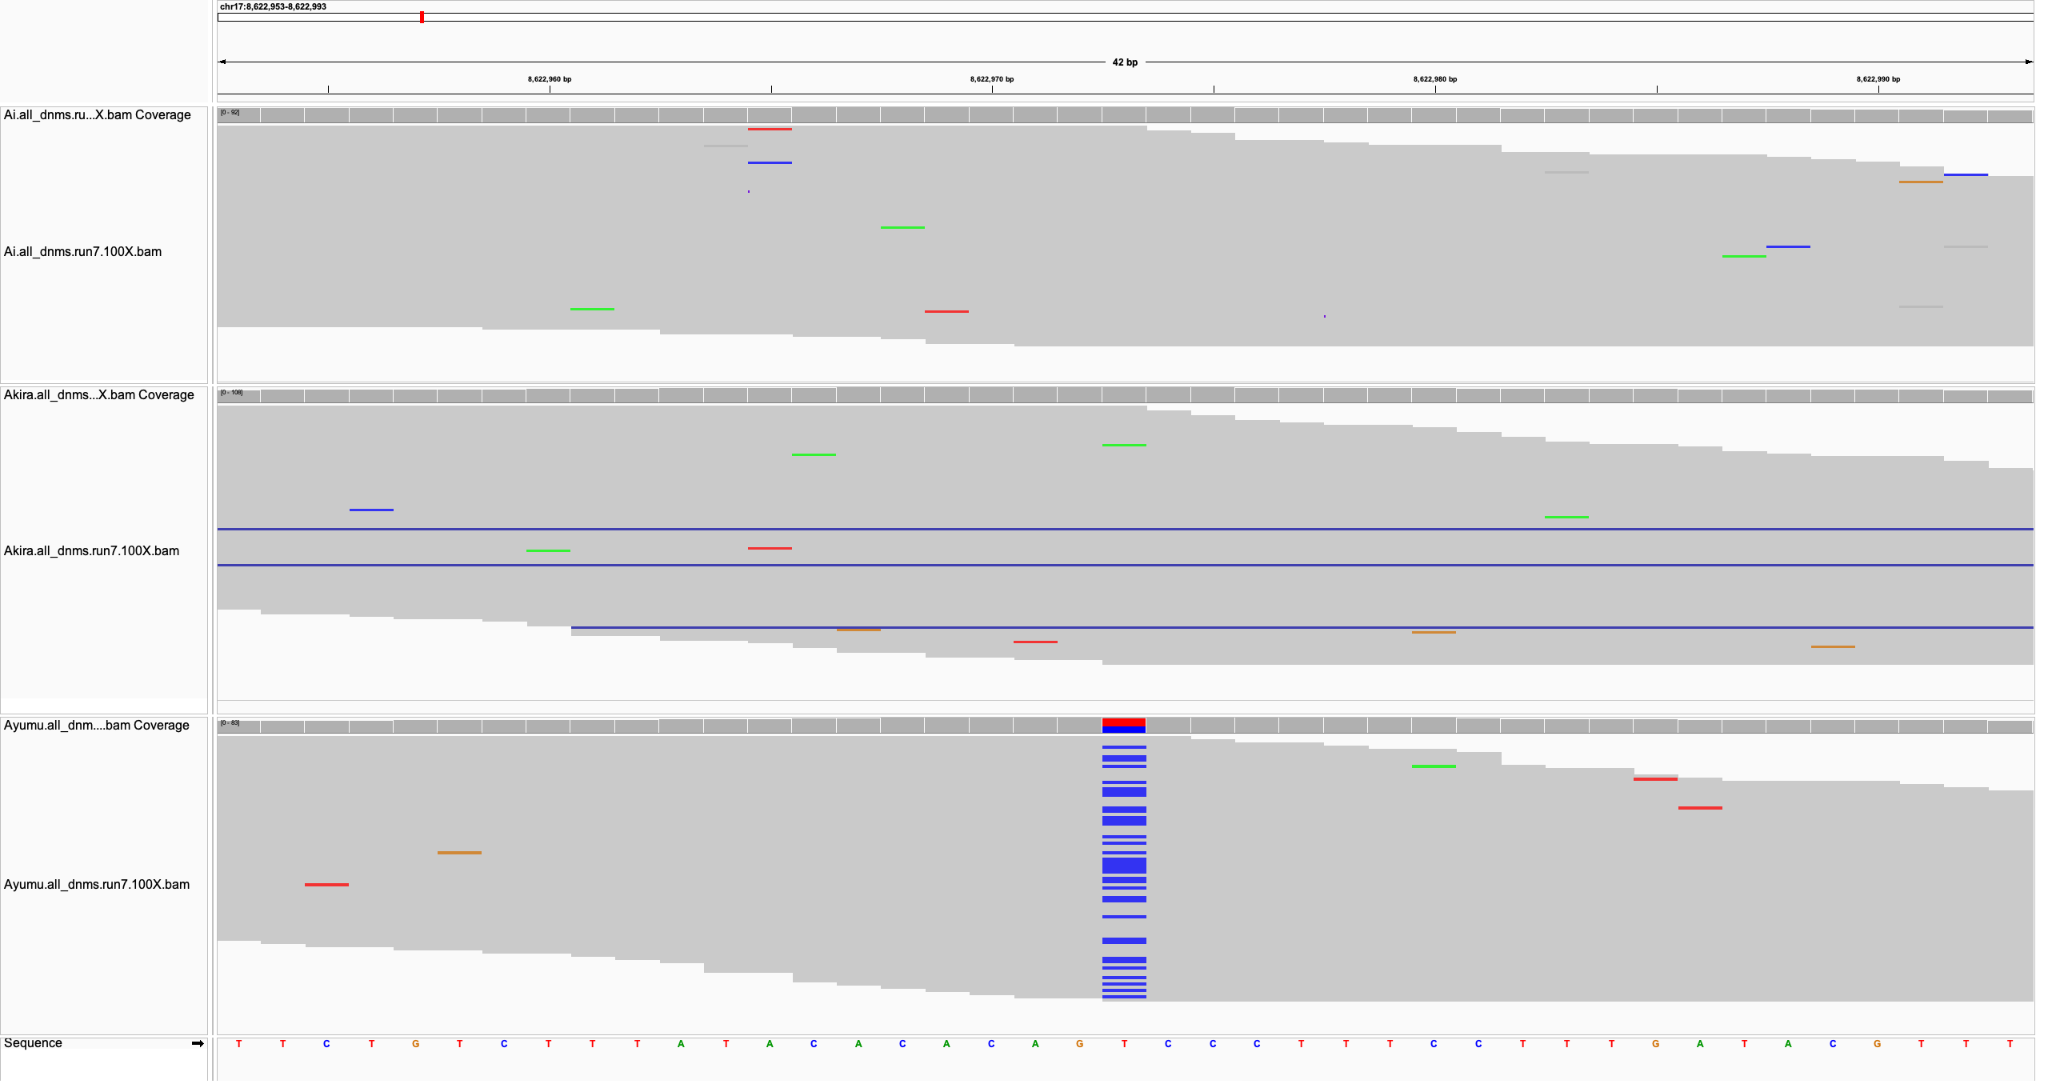 chr17:8,622,953-8,622,993
42 bp
8,622,960 bp 8,622,970 bp 8,622,980 bp 8,622,990 bp
Ai.all_dnms.ru...X.bam Coverage
[0 - 92]
Ai.all_dnms.run7.100X.bam
Akira.all_dnms...X.bam Coverage
[0 - 108]
Akira.all_dnms.run7.100X.bam
Ayumu.all_dnm....bam Coverage
[0 - 83]
Ayumu.all_dnms.run7.100X.bam
Sequence T T C T G T C T T T A T A C A C A C A G T C C C T T T C C T T T G A T A C G T T T